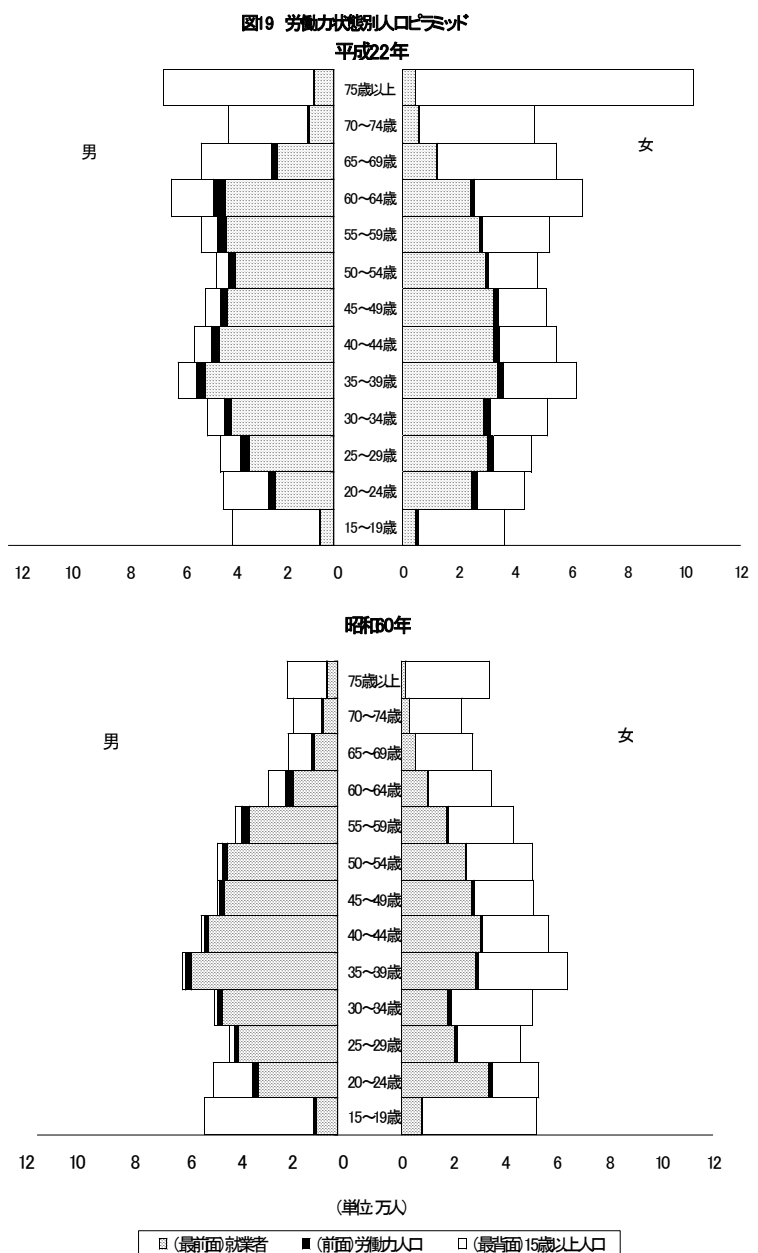 図19 労働力状態別人口ピラミッド
平成22年
男
女
75歳以上
70～74歳
65～69歳
60～64歳
55～59歳
50～54歳
45～49歳
40～44歳
35～39歳
30～34歳
25～29歳
20～24歳
15～19歳
12 10 8 6 4 2 0 0 2 4 6 8 10 12
昭和60年
男
女
75歳以上
70～74歳
65～69歳
60～64歳
55～59歳
50～54歳
45～49歳
40～44歳
35～39歳
30～34歳
25～29歳
20～24歳
15～19歳
12 10 8 6 4 2 0 0 2 4 6 8 10 12
(単位:万人)
(最前面)就業者 (前面)労働力人口 (最背面)15歳以上人口